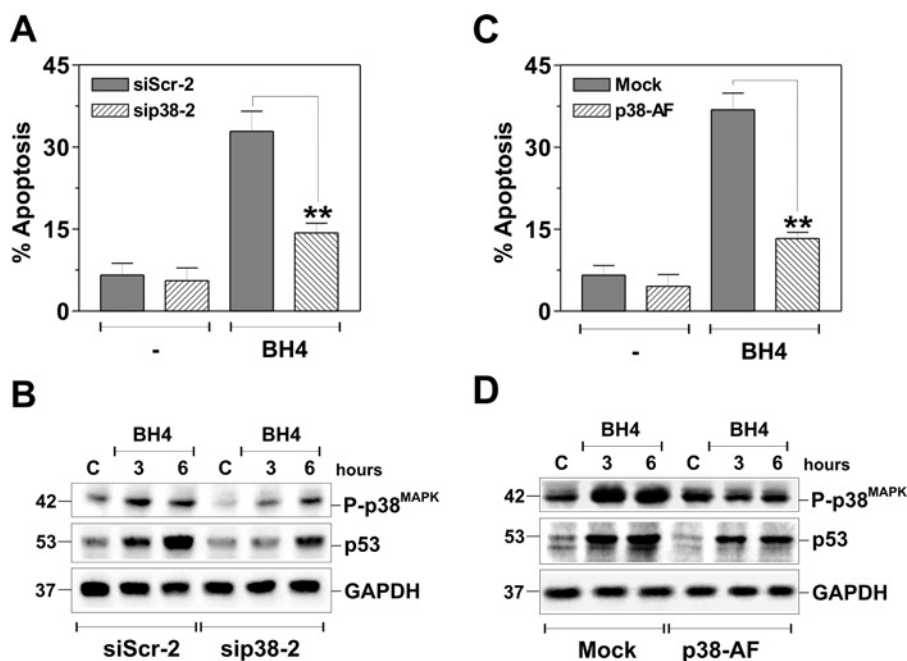 A
% Apoptosis
45
30
15
0
siScr-2
sip38-2
**
-
BH4
B
BH4
BH4
C 3 6 C 3 6 hours
42 P-p38MAPK
53 p53
37 GAPDH
siScr-2 sip38-2
C
% Apoptosis
45
30
15
0
Mock
p38-AF
**
-
BH4
D
BH4
BH4
C 3 6 C 3 6 hours
42 P-p38MAPK
53 p53
37 GAPDH
Mock p38-AF